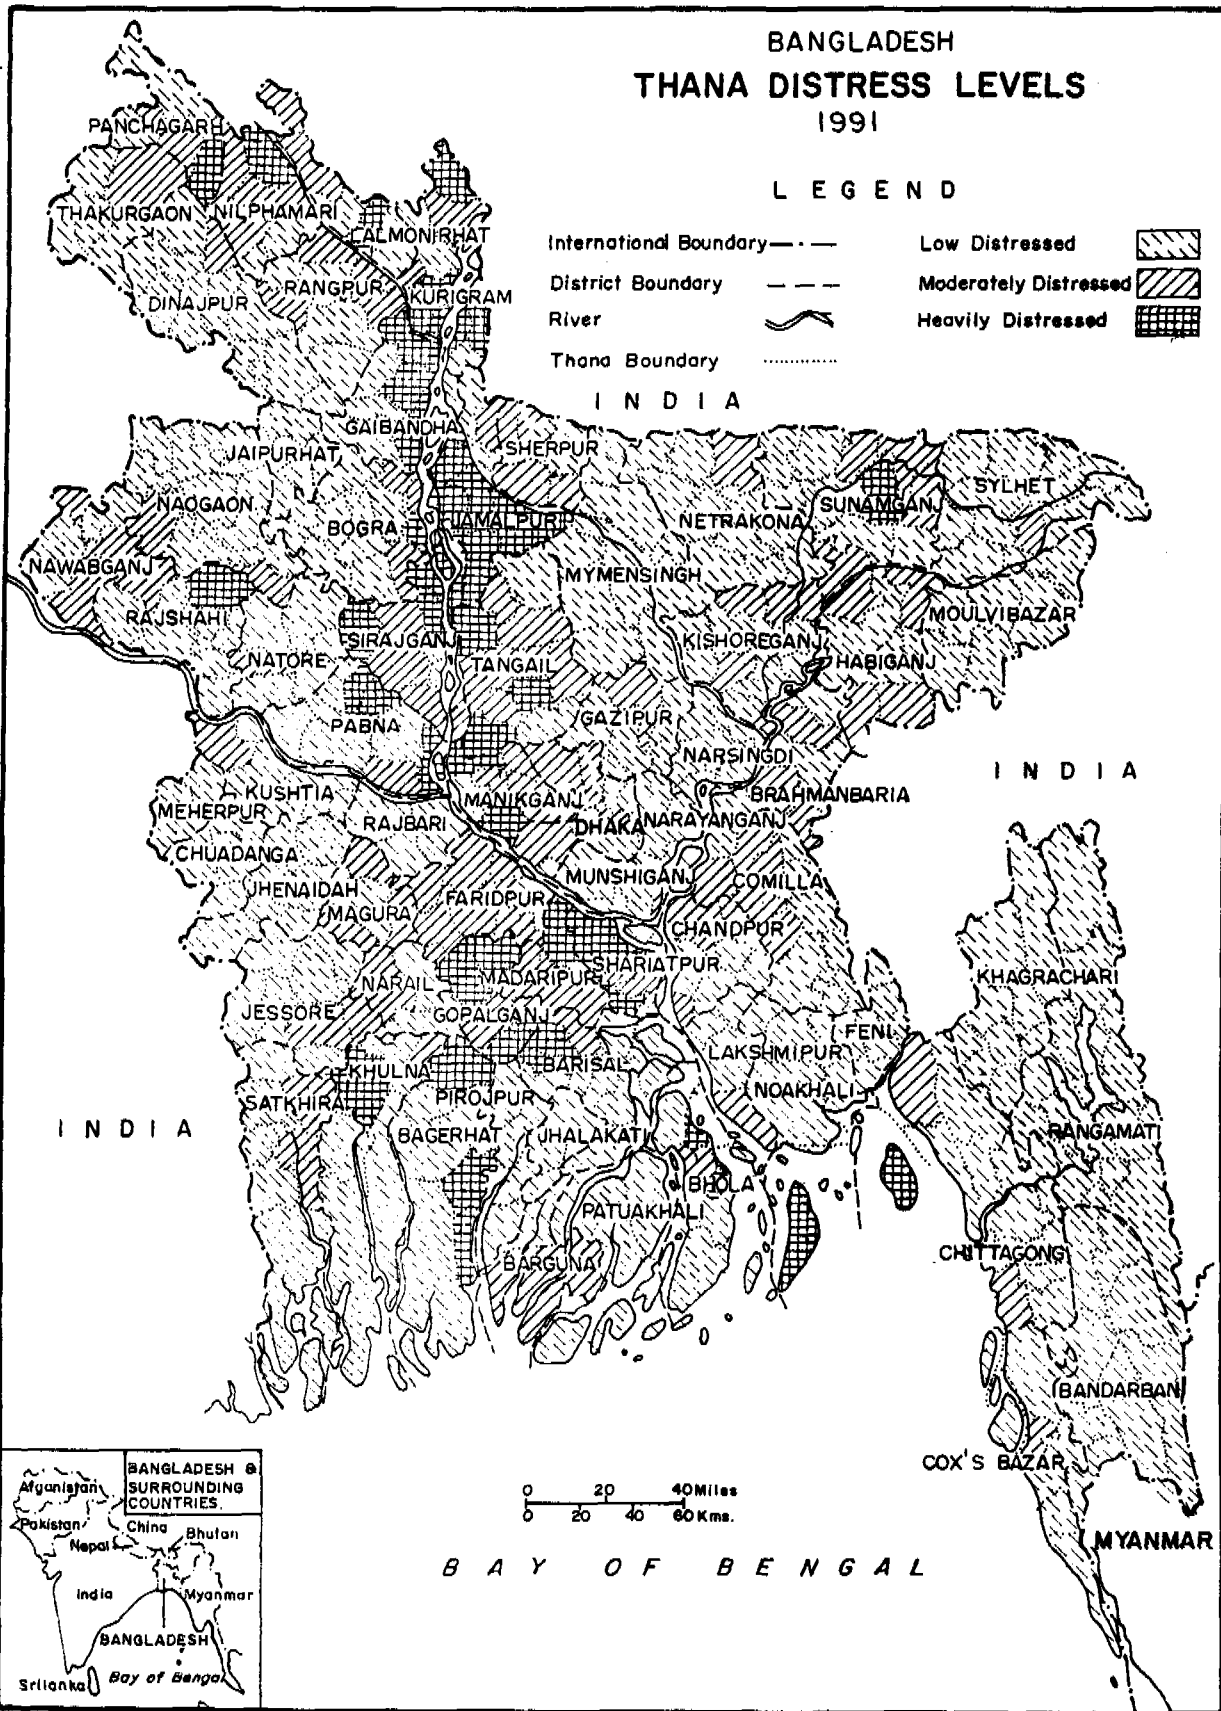 BANGLADESH
THANA DISTRESS LEVELS
1991
LEGEND
International Boundary
District Boundary
River
Thana Boundary
Low Distressed
Moderately Distressed
Heavily Distressed
INDIA
PANCHAGARH
THAKURGAON
NILPHAMARI
LALMONIRHAT
DINAJPUR
RANGPUR
KURIGRAM
GAIBANDHA
JAIPURHAT
SHERPUR
NAOGAON
BOGRA
JAMALPUR
NETRAKONA
SUNAMGANJ
SYLHET
NAWABGANJ
MYMENSINGH
RAJSHAHI
SIRAJGANJ
KISHOREGANJ
MOULVIBAZAR
NATORE
TANGAIL
HABIGANJ
PABNA
GAZIPUR
NARSINGDI
INDIA
KUSHTIA
MANIKGANJ
BRAHMANBARIA
MEHERPUR
RAJBARI
DHAKA
NARAYANGANJ
CHUADANGA
MUNSHIGANJ
COMILLA
JHENAIDAH
FARIDPUR
MAGURA
CHANDPUR
SHARIATPUR
NARAIL
MADARIPUR
KHAGRACHARI
JESSORE
GOPALGANJ
FENI
KHULNA
BARISAL
LAKSHMIPUR
SATKHIRA
PIROJPUR
NOAKHALI
INDIA
BAGERHAT
JHALAKATI
RANGAMATI
BHOLA
PATUAKHALI
BARGUNA
CHITTAGONG
BANDARBAN
COX'S BAZAR
MYANMAR
0 20 40 Miles
0 20 40 60 Kms.
BAY OF BENGAL
BANGLADESH &
SURROUNDING
COUNTRIES.
Afganistan
Pakistan
China
Bhutan
Nepal
India
Myanmar
BANGLADESH
Bay of Bengal
Srilanka